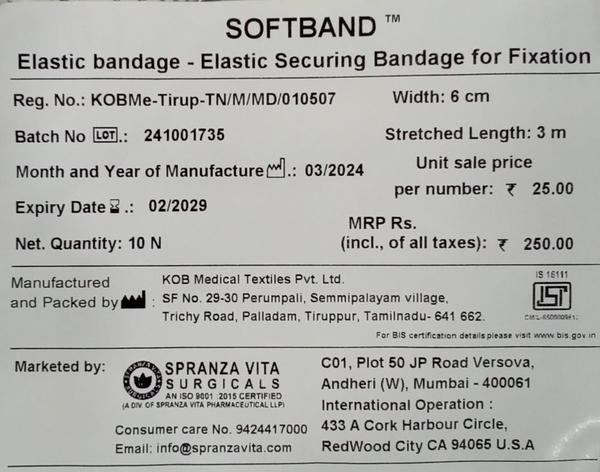 SOFTBAND™
Elastic bandage - Elastic Securing Bandage for Fixation
Reg. No.: KOBMe-Tirup-TN/M/MD/010507
Width: 6 cm
Batch No LOT.: 241001735
Stretched Length: 3 m
Month and Year of Manufacture .: 03/2024
Unit sale price
per number: ₹ 25.00
Expiry Date .: 02/2029
MRP Rs.
Net. Quantity: 10 N
(incl., of all taxes): ₹ 250.00
Manufactured
and Packed by :
KOB Medical Textiles Pvt. Ltd.
SF No. 29-30 Perumpali, Semmipalayam village,
Trichy Road, Palladam, Tiruppur, Tamilnadu- 641 662.
IS 16111
ISI
For BIS certification details please visit www.bis.gov.in
Marketed by:
SPRANZA VITA
SURGICALS
SPRANZA VITA
SURGICALS
AN ISO 9001 :2015 CERTIFIED
(A DIV OF SPRANZA VITA PHARMACEUTICAL LLP)
Consumer care No. 9424417000
Email: info@spranzavita.com
C01, Plot 50 JP Road Versova,
Andheri (W), Mumbai - 400061
International Operation :
433 A Cork Harbour Circle,
RedWood City CA 94065 U.S.A